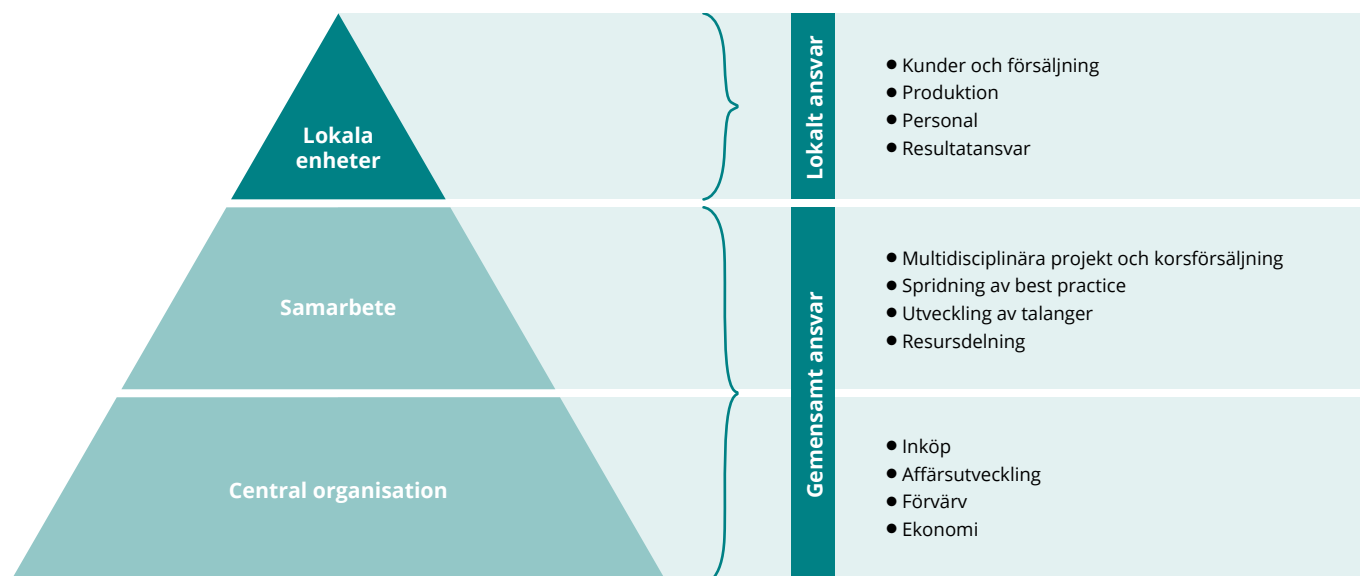 Lokala
enheter
Lokalt ansvar
● Kunder och försäljning
● Produktion
● Personal
● Resultatansvar
Samarbete
Gemensamt ansvar
● Multidisciplinära projekt och korsförsäljning
● Spridning av best practice
● Utveckling av talanger
● Resursdelning
Central organisation
● Inköp
● Affärsutveckling
● Förvärv
● Ekonomi